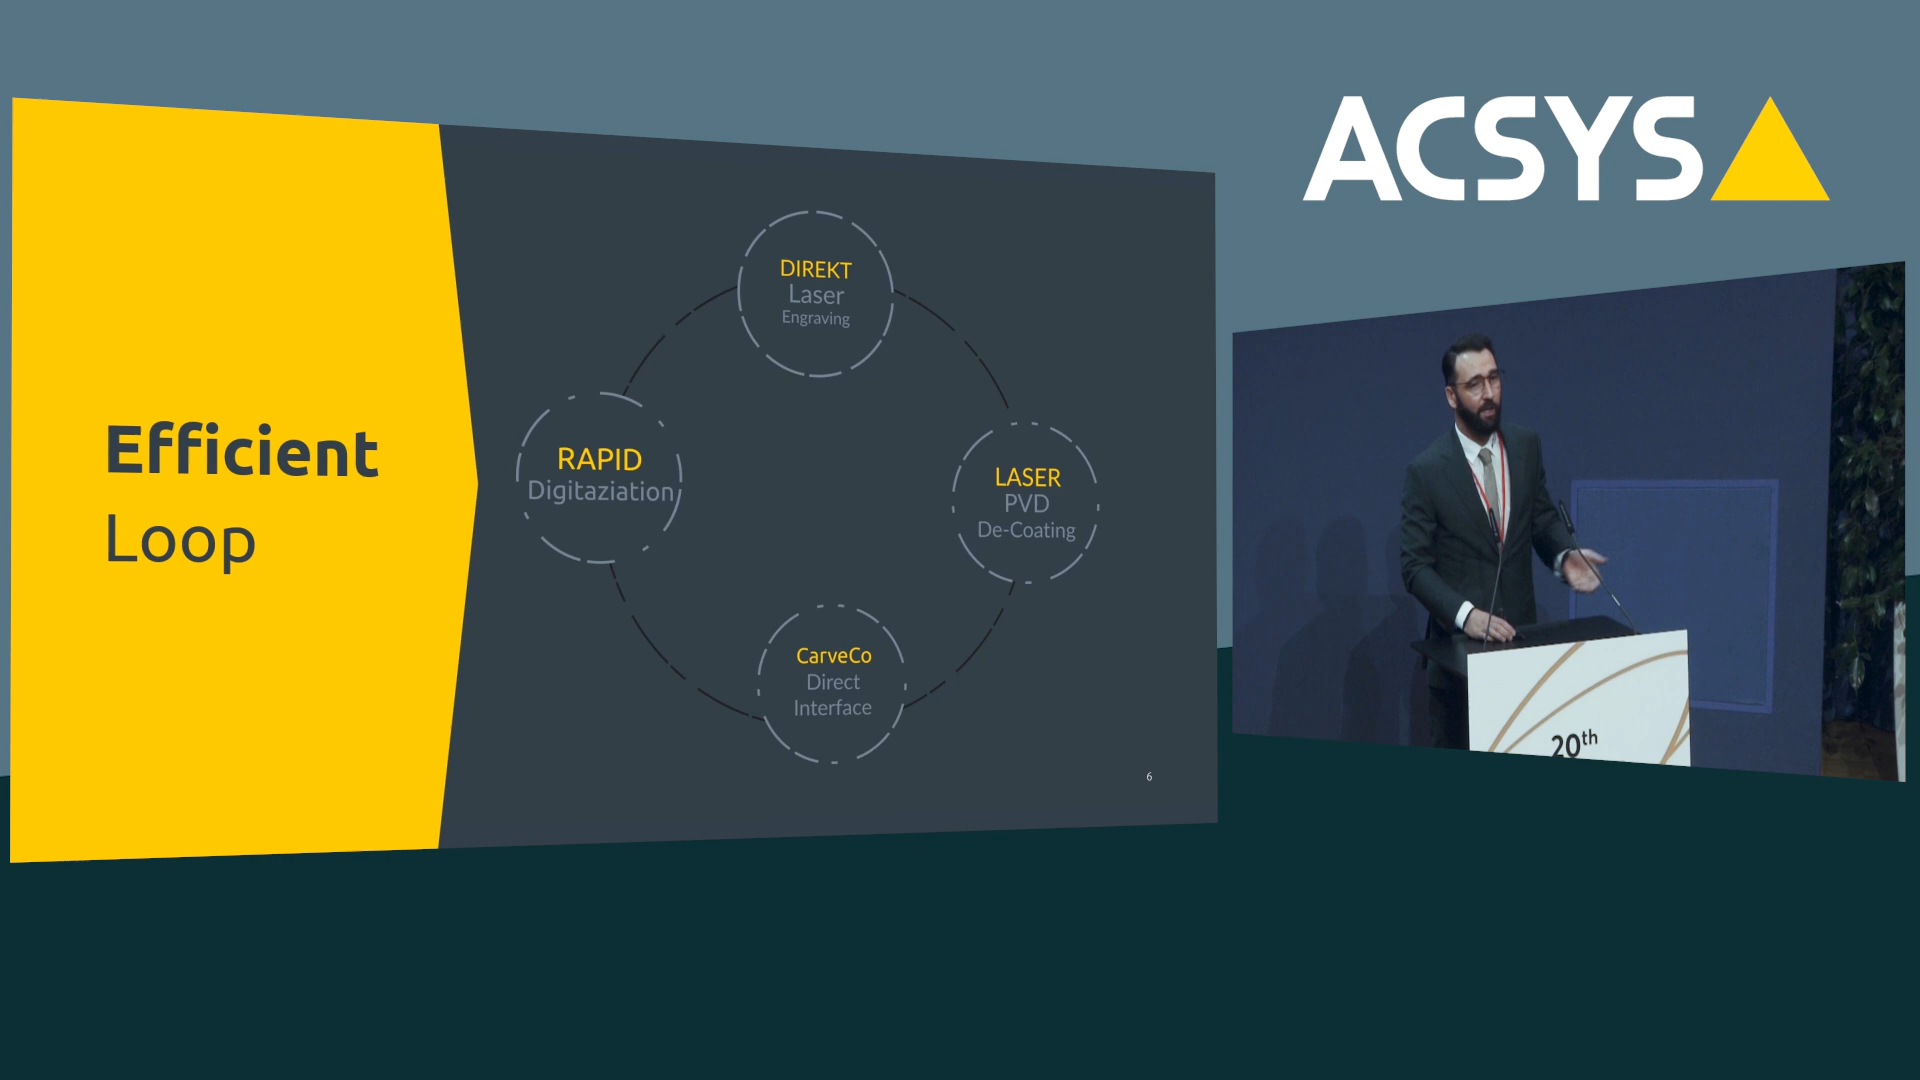 ACSYS
Efficient
Loop
DIREKT
Laser
Engraving
RAPID
Digitaziation
LASER
PVD
De-Coating
CarveCo
Direct
Interface
6
20th